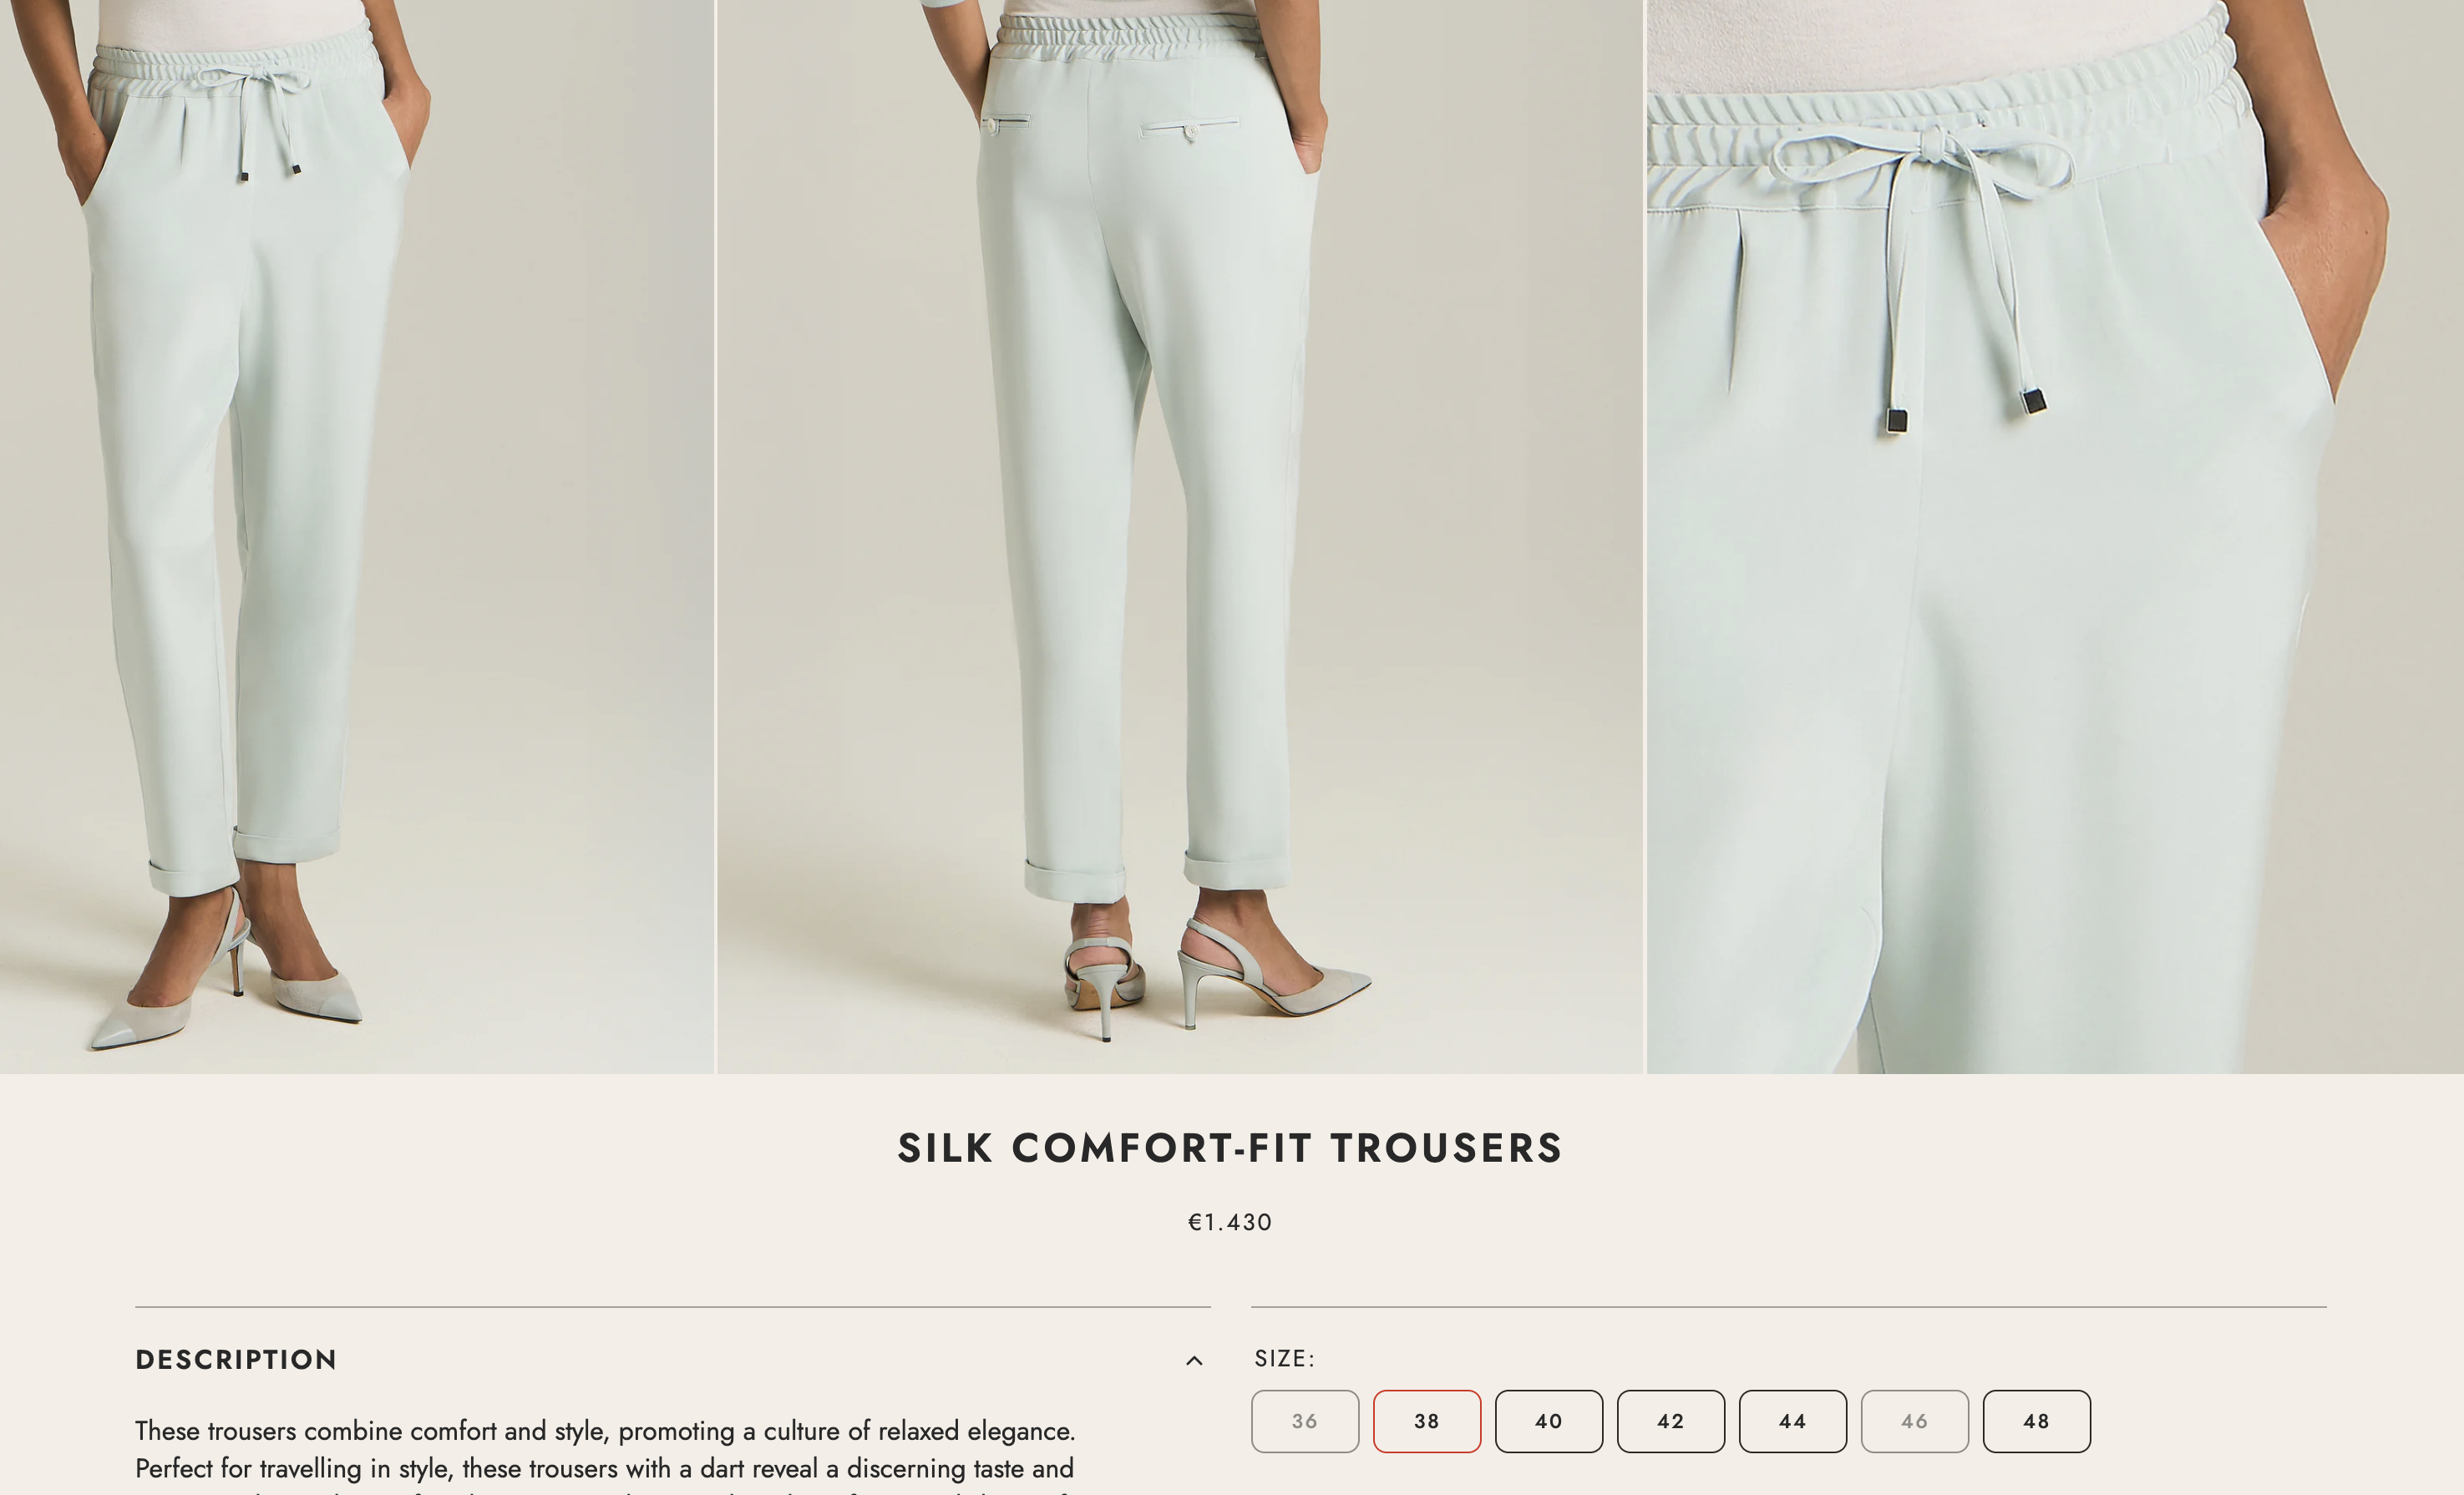 SILK COMFORT-FIT TROUSERS
€1.430
DESCRIPTION
These trousers combine comfort and style, promoting a culture of relaxed elegance.
Perfect for travelling in style, these trousers with a dart reveal a discerning taste and
SIZE:
36 38 40 42 44 46 48